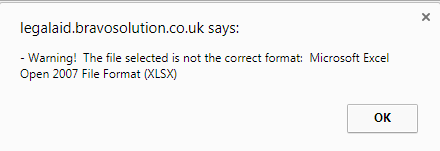 legalaid.bravosolution.co.uk says:
- Warning!  The file selected is not the correct format:  Microsoft Excel
Open 2007 File Format (XLSX)
OK